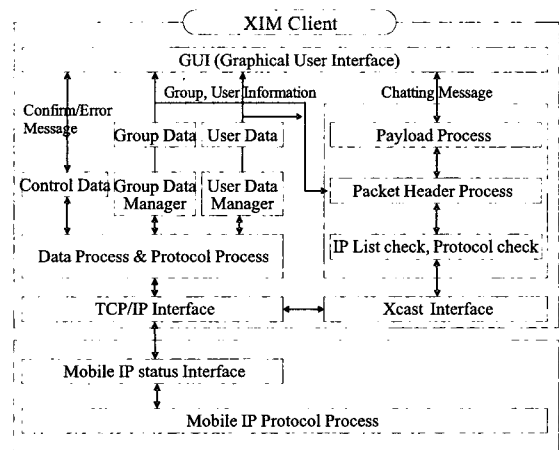 XIM Client
GUI (Graphical User Interface)
Confirm/Error
Message
Group, User Information
Chatting Message
Group Data
User Data
Payload Process
Control Data
Group Data
Manager
User Data
Manager
Packet Header Process
Data Process & Protocol Process
IP List check, Protocol check
TCP/IP Interface
Xcast Interface
Mobile IP status Interface
Mobile IP Protocol Process